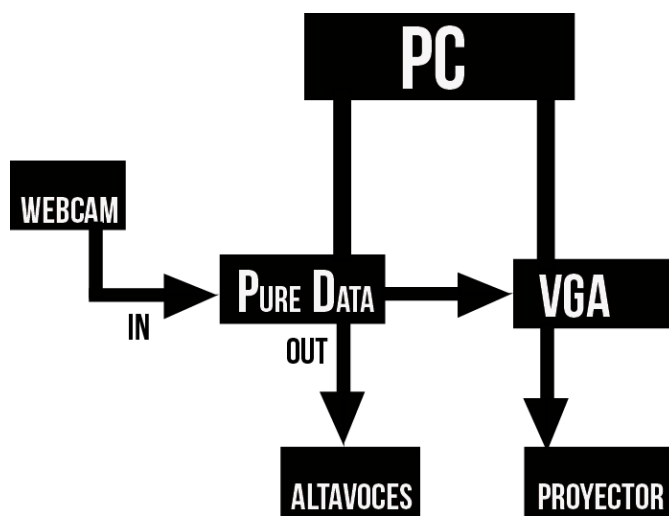 PC
WEBCAM
PURE DATA
VGA
IN
OUT
ALTAVOCES
PROYECTOR